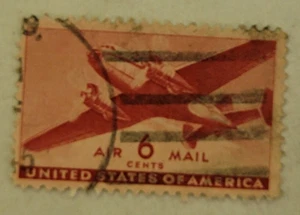 AIR 6 MAIL
CENTS
UNITED STATES OF AMERICA